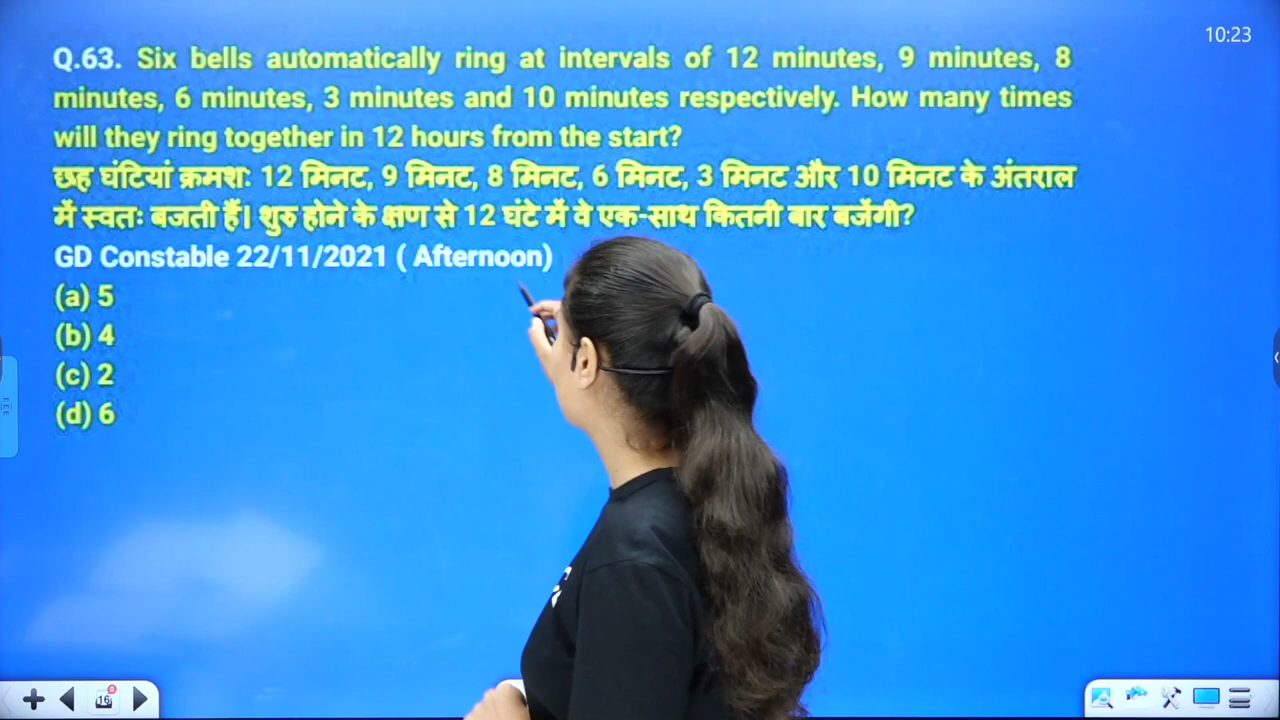 10:23
Q.63. Six bells automatically ring at intervals of 12 minutes, 9 minutes, 8
minutes, 6 minutes, 3 minutes and 10 minutes respectively. How many times
will they ring together in 12 hours from the start?
छह घंटियां क्रमशः 12 मिनट, 9 मिनट, 8 मिनट, 6 मिनट, 3 मिनट और 10 मिनट के अंतराल
में स्वतः बजती हैं। शुरु होने के क्षण से 12 घंटे में वे एक-साथ कितनी बार बजेंगी?
GD Constable 22/11/2021 ( Afternoon)
(a) 5
(b) 4
(c) 2
(d) 6
16